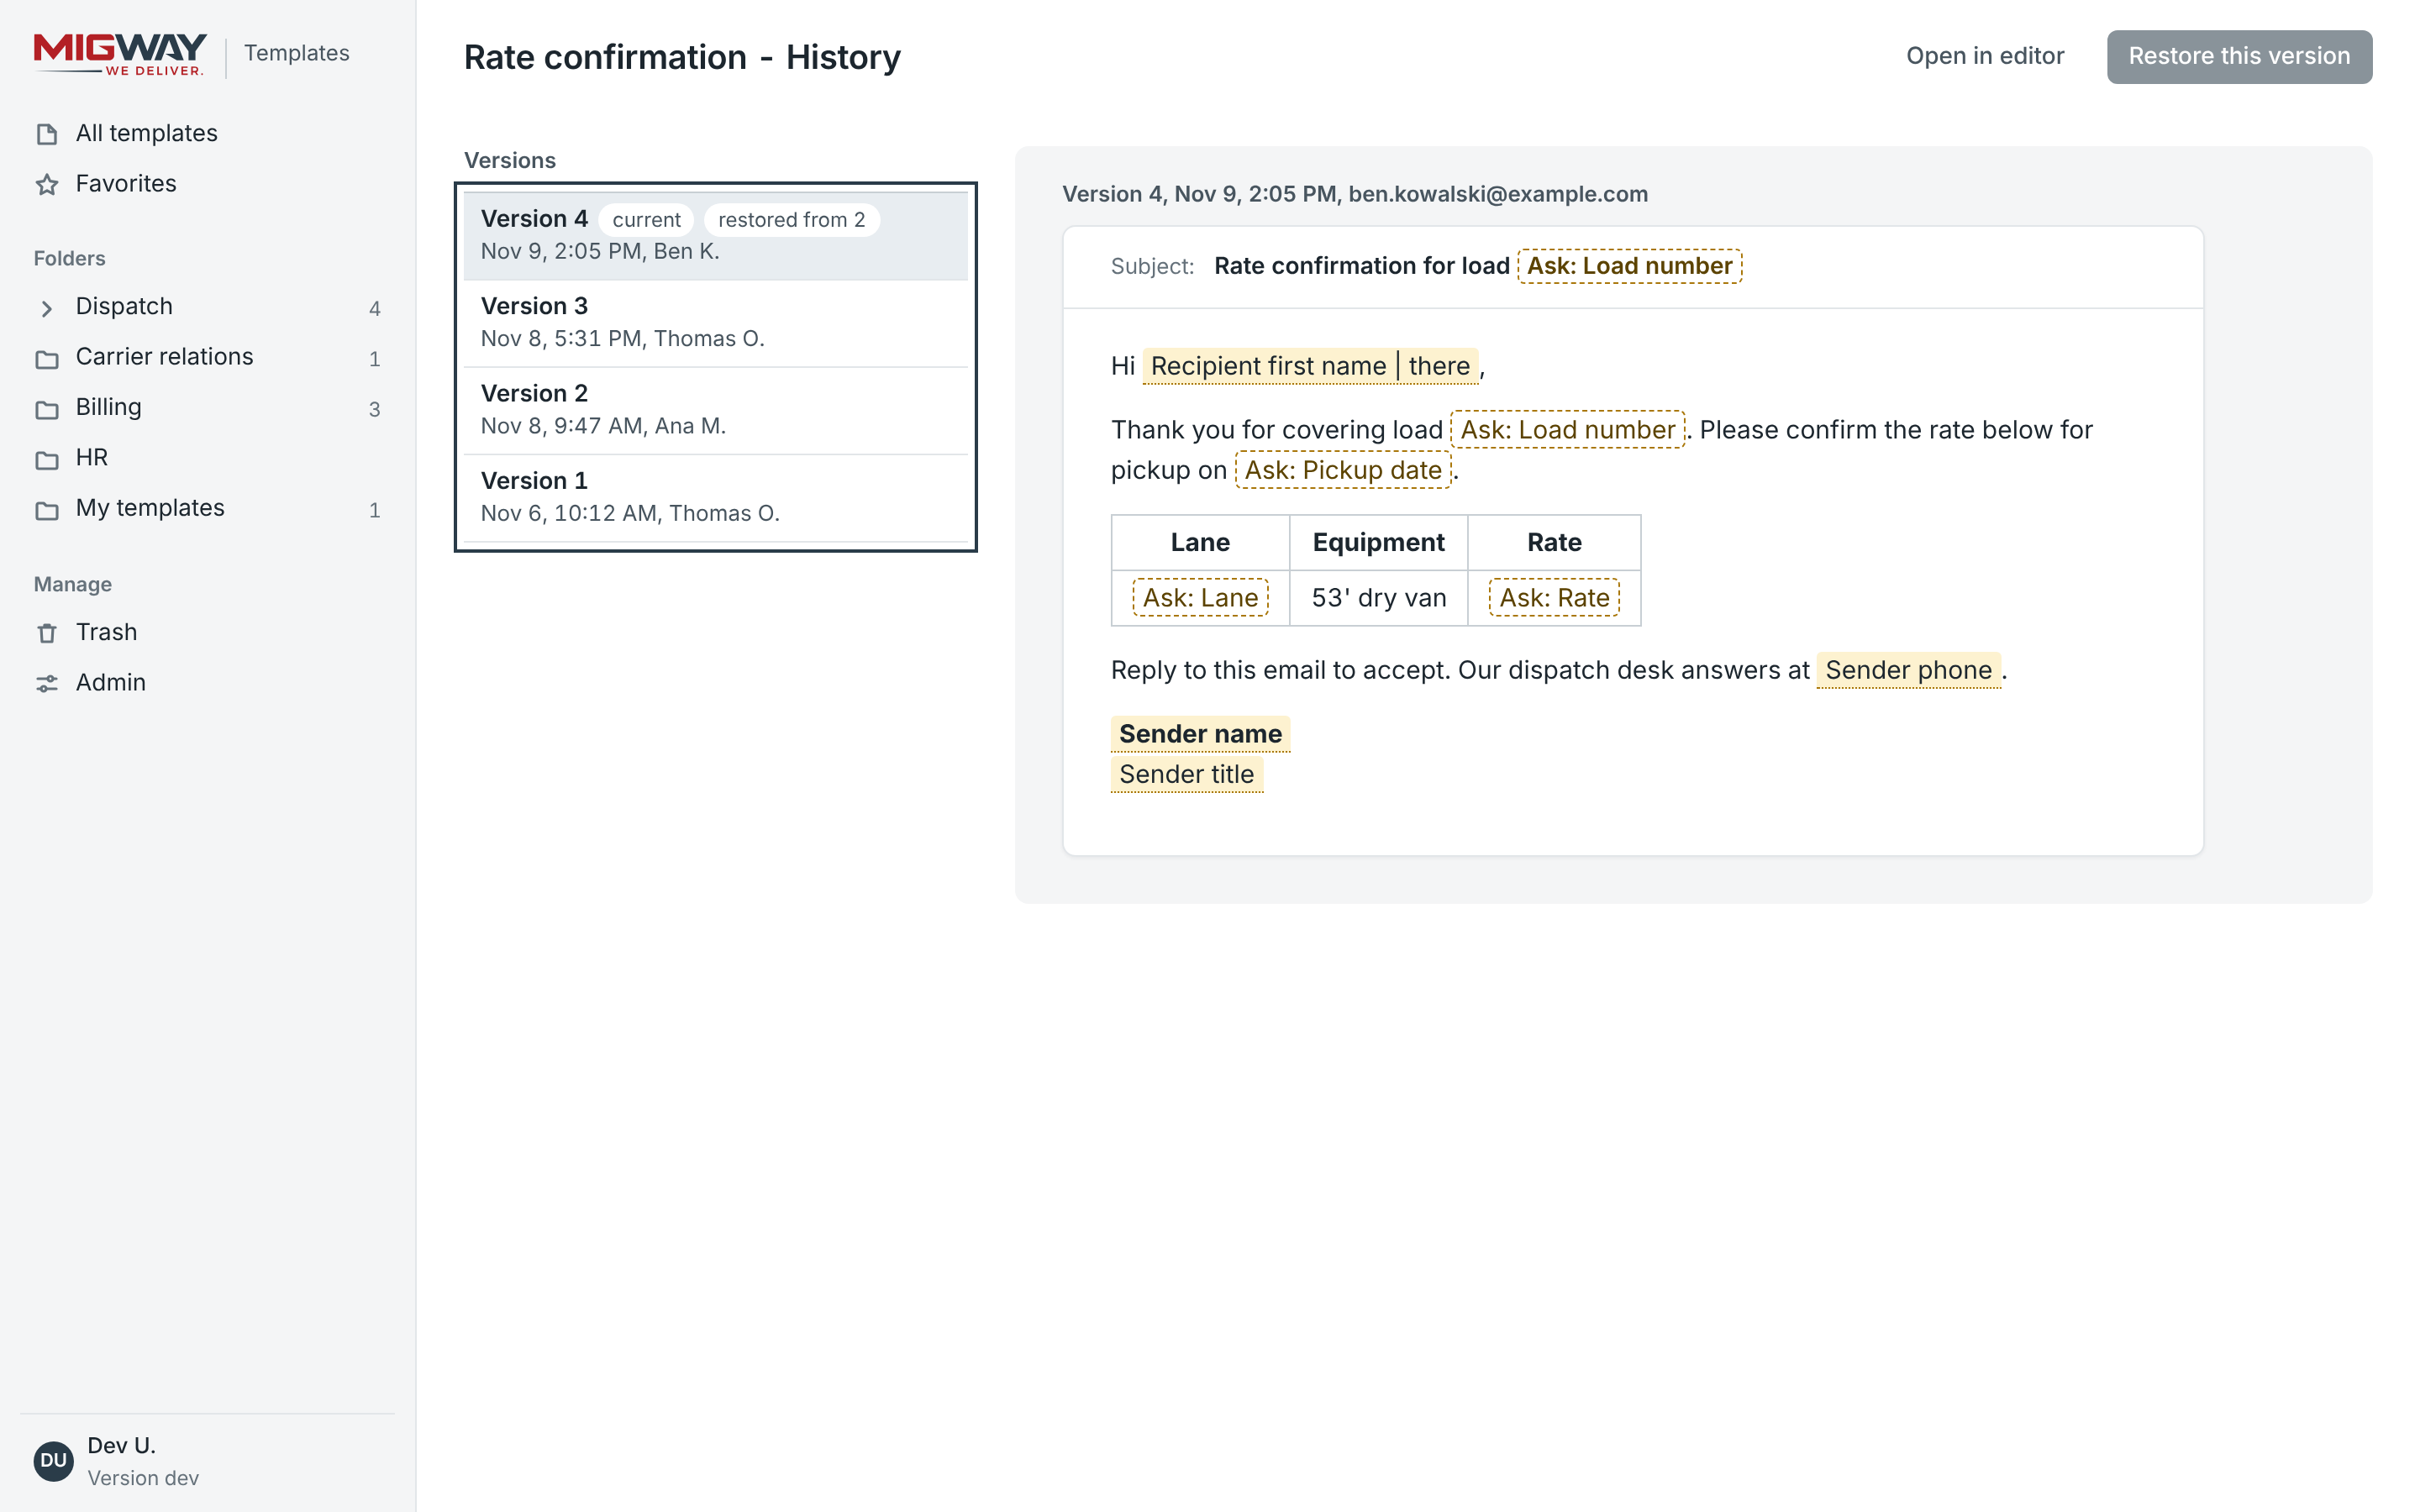 MIGWAY
WE DELIVER.
Templates
All templates
Favorites
Folders
Dispatch 4
Carrier relations 1
Billing 3
HR
My templates 1
Manage
Trash
Admin
DU
Dev U.
Version dev
Rate confirmation - History
Open in editor
Restore this version
Versions
Version 4 current restored from 2
Nov 9, 2:05 PM, Ben K.
Version 3
Nov 8, 5:31 PM, Thomas O.
Version 2
Nov 8, 9:47 AM, Ana M.
Version 1
Nov 6, 10:12 AM, Thomas O.
Version 4, Nov 9, 2:05 PM, ben.kowalski@example.com
Subject: Rate confirmation for load Ask: Load number
Hi Recipient first name | there ,
Thank you for covering load Ask: Load number . Please confirm the rate below for
pickup on Ask: Pickup date .
Lane Equipment Rate
Ask: Lane 53' dry van Ask: Rate
Reply to this email to accept. Our dispatch desk answers at Sender phone .
Sender name
Sender title